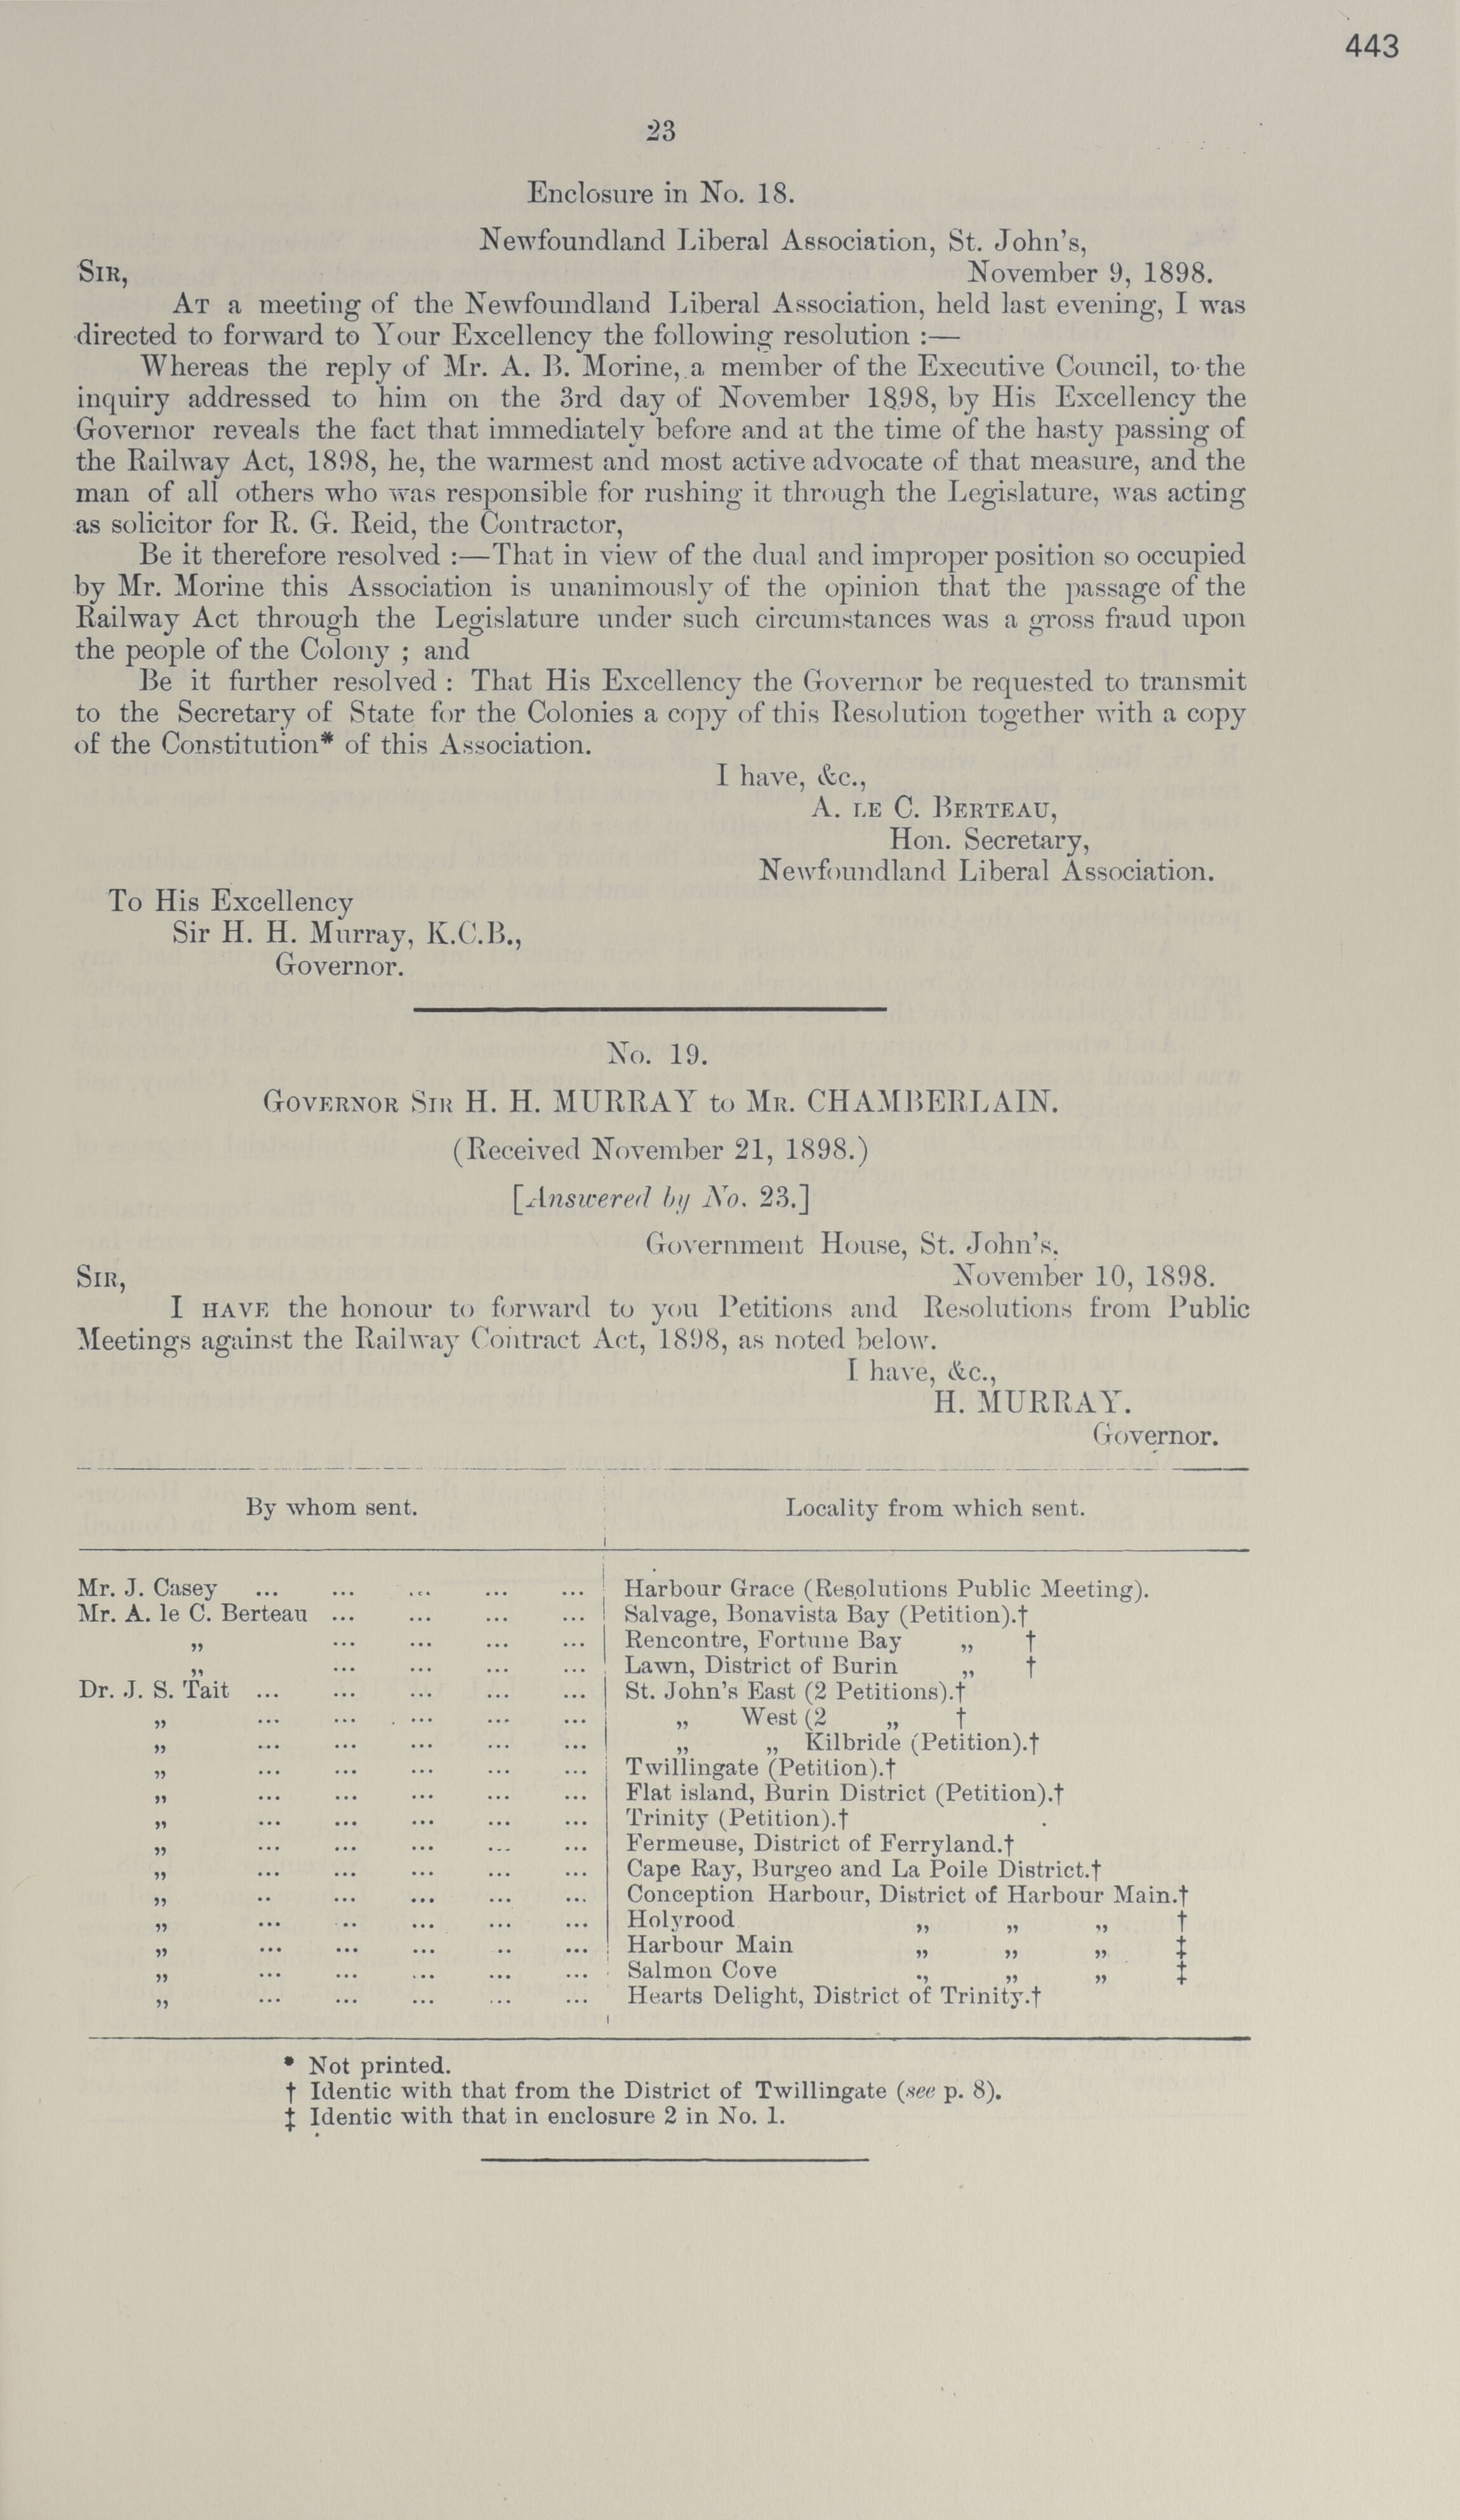 443
23
Enclosure in No. 18.
Newfoundland Liberal Association, St. John's,
SIR, November 9, 1898.
AT a meeting of the Newfoundland Liberal Association, held last evening, I was
directed to forward to Your Excellency the following resolution :—
Whereas the reply of Mr. A. B. Morine, a member of the Executive Council, to the
inquiry addressed to him on the 3rd day of November 1898, by His Excellency the
Governor reveals the fact that immediately before and at the time of the hasty passing of
the Railway Act, 1898, he, the warmest and most active advocate of that measure, and the
man of all others who was responsible for rushing it through the Legislature, was acting
as solicitor for R. G. Reid, the Contractor,
Be it therefore resolved :—That in view of the dual and improper position so occupied
by Mr. Morine this Association is unanimously of the opinion that the passage of the
Railway Act through the Legislature under such circumstances was a gross fraud upon
the people of the Colony ; and
Be it further resolved : That His Excellency the Governor be requested to transmit
to the Secretary of State for the Colonies a copy of this Resolution together with a copy
of the Constitution* of this Association.
I have, &c.,
A. LE C. BERTEAU,
Hon. Secretary,
Newfoundland Liberal Association.
To His Excellency
Sir H. H. Murray, K.C.B.,
Governor.
No. 19.
GOVERNOR SIR H. H. MURRAY to MR. CHAMBERLAIN.
(Received November 21, 1898.)
[Answered by No. 23.]
Government House, St. John's.
SIR, November 10, 1898.
I HAVE the honour to forward to you Petitions and Resolutions from Public
Meetings against the Railway Contract Act, 1898, as noted below.
I have, &c.,
H. MURRAY.
Governor.
By whom sent. Locality from which sent.
Mr. J. Casey ... ... ... ... ... Harbour Grace (Resolutions Public Meeting).
Mr. A. le C. Berteau ... ... ... ... Salvage, Bonavista Bay (Petition).†
„ ... ... ... ... Rencontre, Fortune Bay „ †
„ ... ... ... ... Lawn, District of Burin „ †
Dr. J. S. Tait ... ... ... ... ... St. John's East (2 Petitions).†
„ ... ... ... ... ... „ West (2 „ †
„ ... ... ... ... ... „ „ Kilbride (Petition).†
„ ... ... ... ... ... Twillingate (Petition).†
„ ... ... ... ... ... Flat island, Burin District (Petition).†
„ ... ... ... ... ... Trinity (Petition).†
„ ... ... ... ... ... Fermeuse, District of Ferryland.†
„ ... ... ... ... ... Cape Ray, Burgeo and La Poile District.†
„ .. ... ... ... ... Conception Harbour, District of Harbour Main.†
„ ... .. ... ... ... Holyrood „ „ „ †
„ ... ... ... .. ... Harbour Main „ „ „ ‡
„ ... ... ... ... ... Salmon Cove „ „ „ ‡
„ ... ... ... ... ... Hearts Delight, District of Trinity.†
* Not printed.
† Identic with that from the District of Twillingate (see p. 8).
‡ Identic with that in enclosure 2 in No. 1.